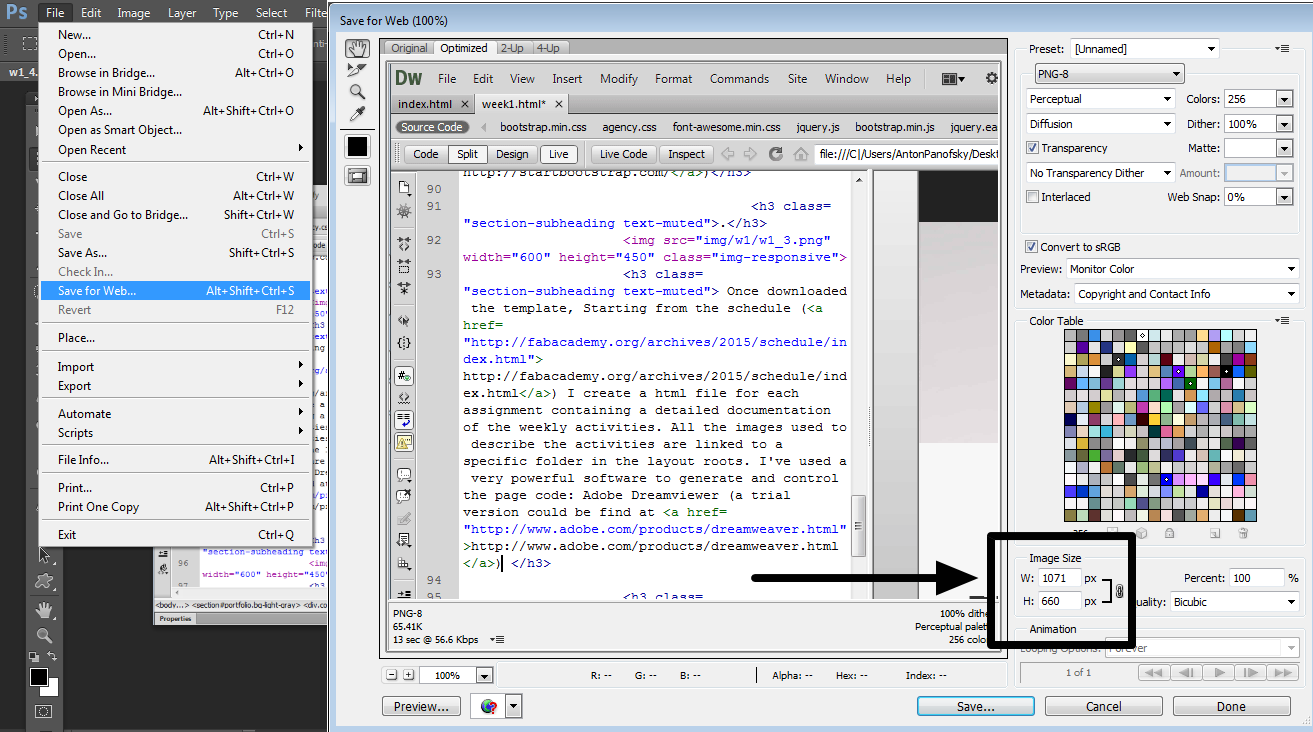 Ps File Edit Image Layer Type Select Filte
w1_4.
New... Ctrl+N
Open... Ctrl+O
Browse in Bridge... Alt+Ctrl+O
Browse in Mini Bridge...
Open As... Alt+Shift+Ctrl+O
Open as Smart Object...
Open Recent
Close Ctrl+W
Close All Alt+Ctrl+W
Close and Go to Bridge... Shift+Ctrl+W
Save Ctrl+S
Save As... Shift+Ctrl+S
Check In...
Save for Web... Alt+Shift+Ctrl+S
Revert F12
Place...
Import
Export
Automate
Scripts
File Info... Alt+Shift+Ctrl+I
Print... Ctrl+P
Print One Copy Alt+Shift+Ctrl+P
Exit Ctrl+Q
"section-subheading text
96 <img
width="600" height="450"
97 <h3
<body...> <section#portfolio.bg-light-gray> <div.co
Properties
Save for Web (100%)
Original Optimized 2-Up 4-Up
Dw File Edit View Insert Modify Format Commands Site Window Help
index.html × week1.html* ×
Source Code bootstrap.min.css agency.css font-awesome.min.css jquery.js bootstrap.min.js jquery.ea
Code Split Design Live Live Code Inspect file:///C|/Users/AntonPanofsky/Deskt
http://startbootstrap.com/</a>)</h3>
90
91 <h3 class=
"section-subheading text-muted">.</h3>
92 <img src="img/w1/w1_3.png"
width="600" height="450" class="img-responsive">
93 <h3 class=
"section-subheading text-muted"> Once downloaded
the template, Starting from the schedule (<a
href=
"http://fabacademy.org/archives/2015/schedule/in
dex.html">
http://fabacademy.org/archives/2015/schedule/ind
ex.html</a>) I create a html file for each
assignment containing a detailed documentation
of the weekly activities. All the images used to
describe the activities are linked to a
specific folder in the layout roots. I've used a
very powerful software to generate and control
the page code: Adobe Dreamviewer (a trial
version could be find at <a href=
"http://www.adobe.com/products/dreamweaver.html"
>http://www.adobe.com/products/dreamweaver.html
</a>) </h3>
94
95 <h3 class=
PNG-8 100% dithe
65.41K Perceptual palet
13 sec @ 56.6 Kbps 256 colo
100% R: -- G: -- B: -- Alpha: -- Hex: -- Index: --
Preview... Save... Cancel Done
Preset: [Unnamed]
PNG-8
Perceptual Colors: 256
Diffusion Dither: 100%
Transparency Matte:
No Transparency Dither Amount:
Interlaced Web Snap: 0%
Convert to sRGB
Preview: Monitor Color
Metadata: Copyright and Contact Info
Color Table
256
Image Size
W: 1071 px Percent: 100 %
H: 660 px uality: Bicubic
Animation
Looping Options: Forever
1 of 1